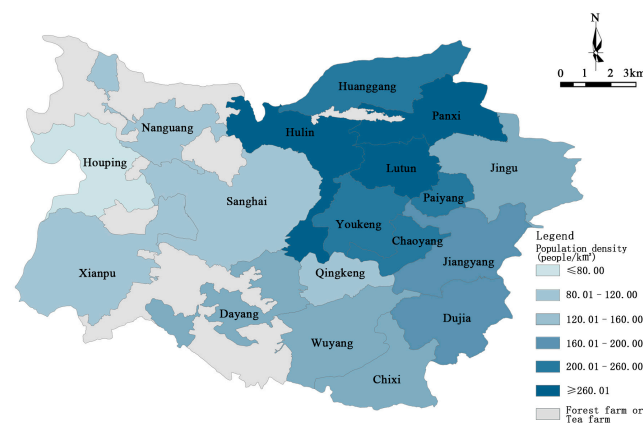 N
0 1 2 3km
Huanggang
Panxi
Hulin
Nanguang
Houping
Lutun
Jingu
Paiyang
Sanghai
Youkeng
Chaoyang
Jiangyang
Xianpu
Qingkeng
Dayang
Dujia
Wuyang
Chixi
Legend
Population density
(people/km²)
≤80.00
80.01-120.00
120.01-160.00
160.01-200.00
200.01-260.00
≥260.01
Forest farm or
Tea farm